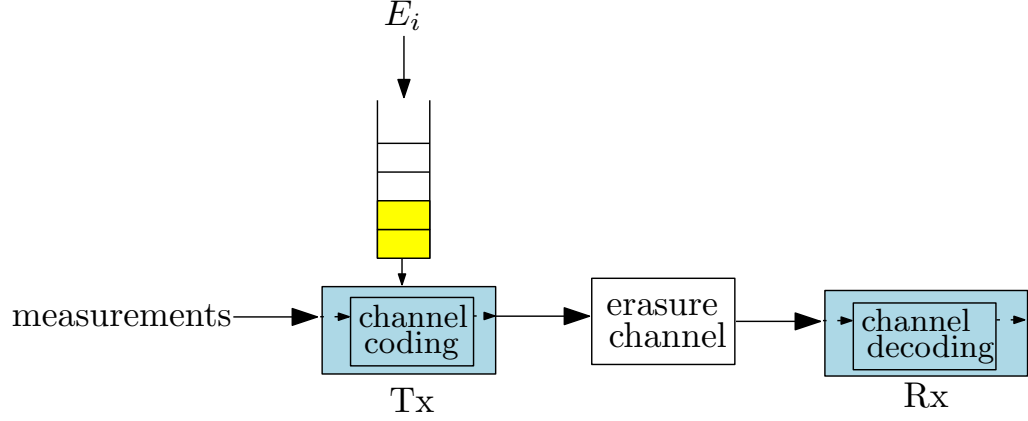 E_i
measurements
channel
coding
Tx
erasure
channel
channel
decoding
Rx